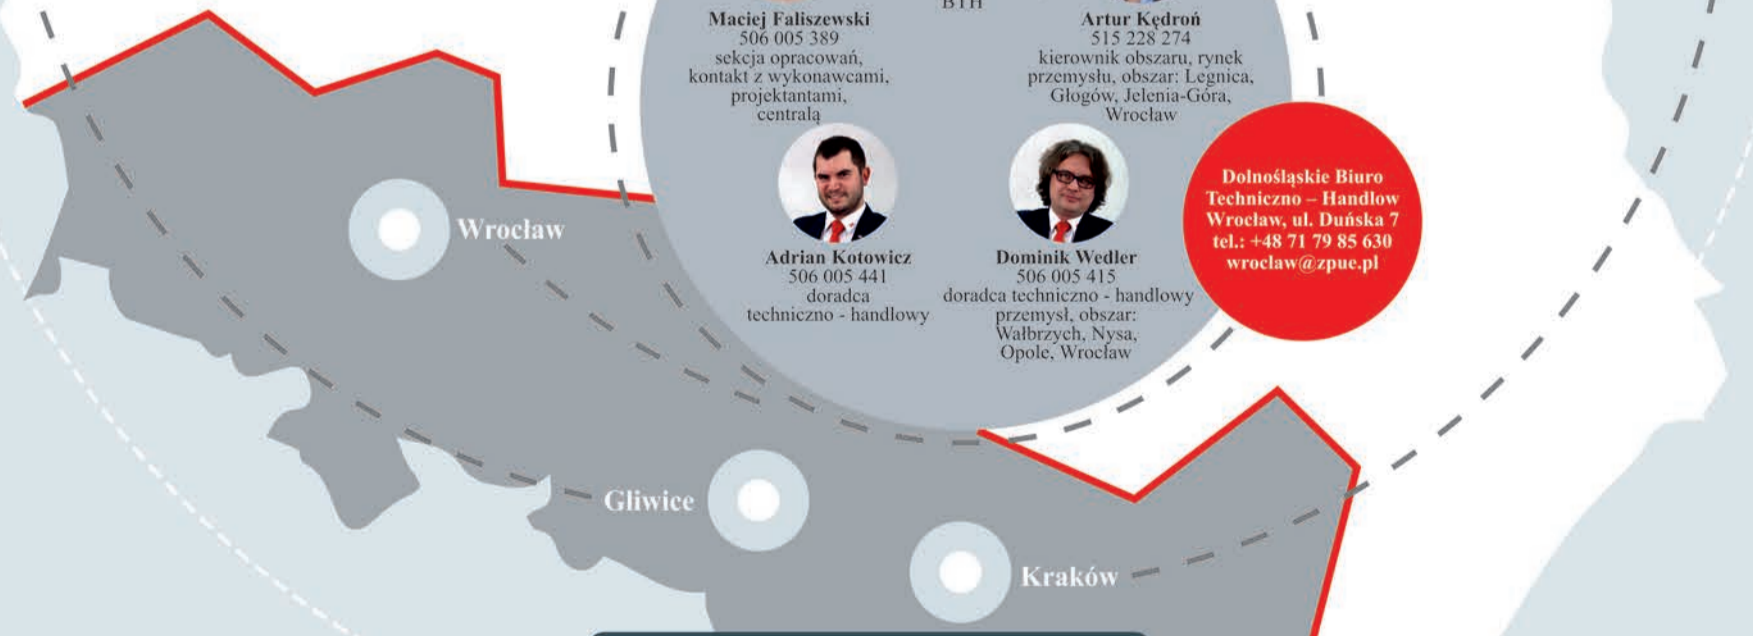 BTH
Maciej Faliszewski
506 005 389
sekcja opracowań,
kontakt z wykonawcami,
projektantami,
centralą
Artur Kędroń
515 228 274
kierownik obszaru, rynek
przemysłu, obszar: Legnica,
Głogów, Jelenia-Góra,
Wrocław
Adrian Kotowicz
506 005 441
doradca
techniczno - handlowy
Dominik Wedler
506 005 415
doradca techniczno - handlowy
przemysł, obszar:
Wałbrzych, Nysa,
Opole, Wrocław
Dolnośląskie Biuro
Techniczno – Handlow
Wrocław, ul. Duńska 7
tel.: +48 71 79 85 630
wroclaw@zpue.pl
Wrocław
Gliwice
Kraków